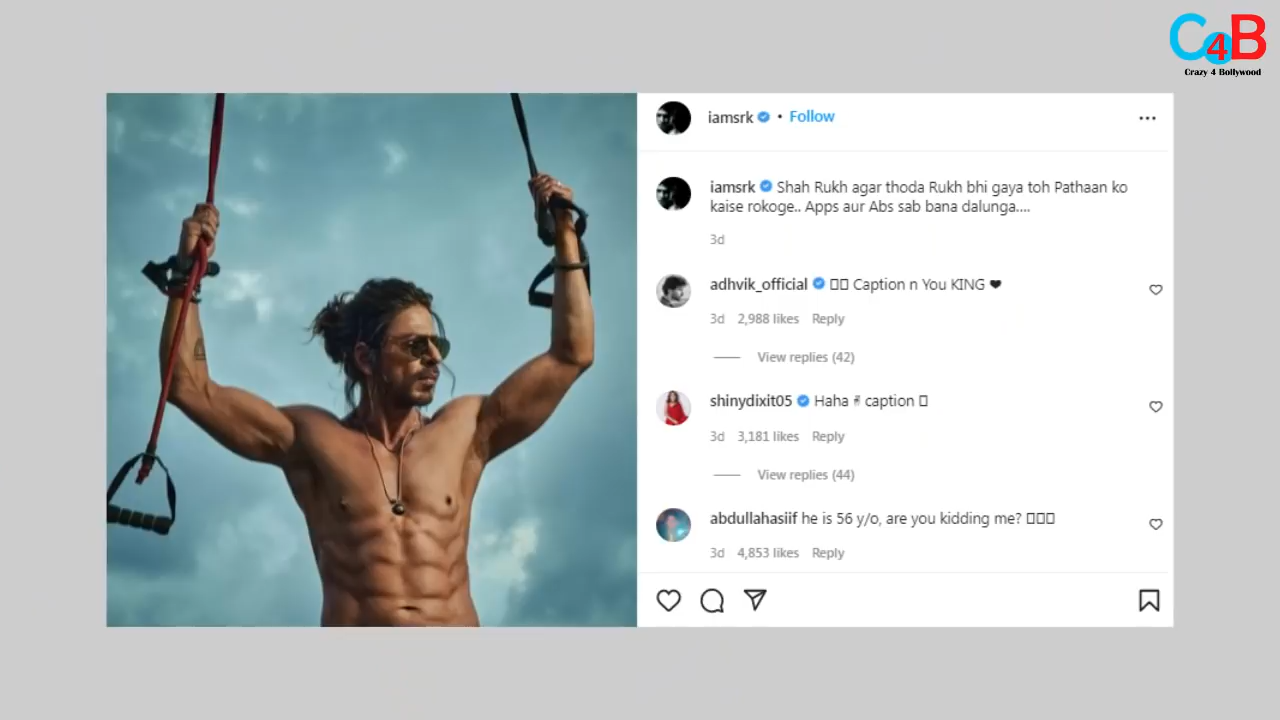 C4B
Crazy 4 Bollywood
iamsrk • Follow
iamsrk Shah Rukh agar thoda Rukh bhi gaya toh Pathaan ko
kaise rokoge.. Apps aur Abs sab bana dalunga....
3d
adhvik_official Caption n You KING ❤
3d 2,988 likes Reply
View replies (42)
shinydixit05 Haha ✌ caption
3d 3,181 likes Reply
View replies (44)
abdullahasiif he is 56 y/o, are you kidding me?
3d 4,853 likes Reply